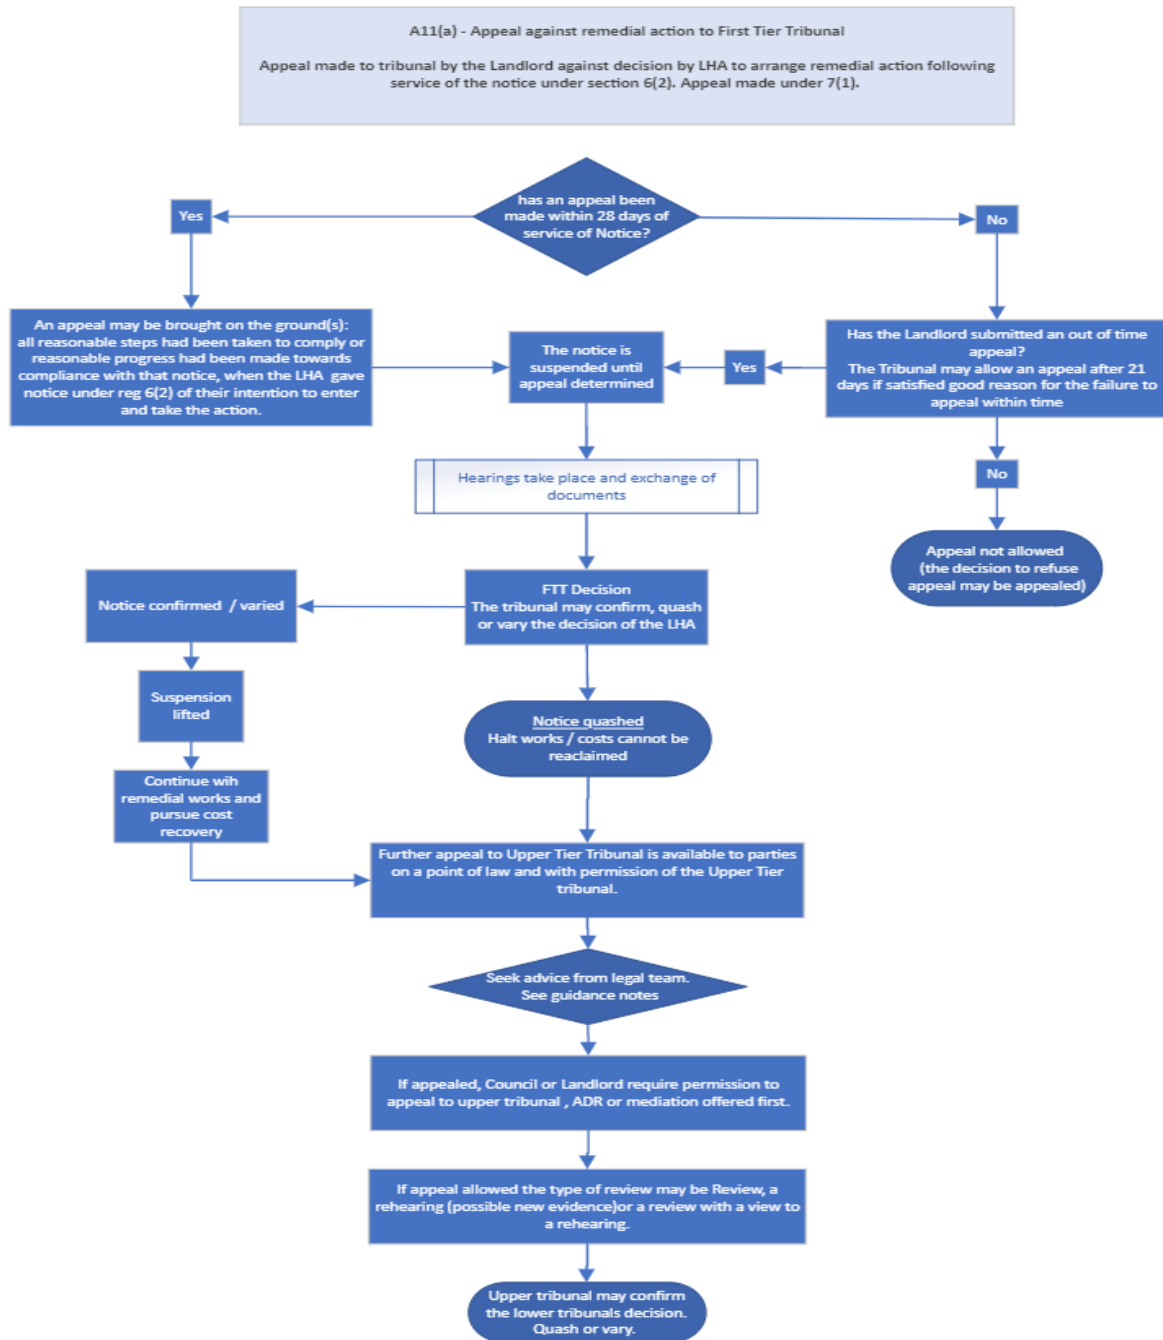 A11(a) - Appeal against remedial action to First Tier Tribunal
Appeal made to tribunal by the Landlord against decision by LHA to arrange remedial action following
service of the notice under section 6(2). Appeal made under 7(1).
has an appeal been
made within 28 days of
service of Notice?
Yes
No
An appeal may be brought on the ground(s):
all reasonable steps had been taken to comply or
reasonable progress had been made towards
compliance with that notice, when the LHA gave
notice under reg 6(2) of their intention to enter
and take the action.
The notice is
suspended until
appeal determined
Yes
Has the Landlord submitted an out of time
appeal?
The Tribunal may allow an appeal after 21
days if satisfied good reason for the failure to
appeal within time
No
Appeal not allowed
(the decision to refuse
appeal may be appealed)
Hearings take place and exchange of
documents
FTT Decision
The tribunal may confirm, quash
or vary the decision of the LHA
Notice confirmed / varied
Suspension
lifted
Continue wih
remedial works and
pursue cost
recovery
Notice quashed
Halt works / costs cannot be
reaclaimed
Further appeal to Upper Tier Tribunal is available to parties
on a point of law and with permission of the Upper Tier
tribunal.
Seek advice from legal team.
See guidance notes
If appealed, Council or Landlord require permission to
appeal to upper tribunal , ADR or mediation offered first.
If appeal allowed the type of review may be Review, a
rehearing (possible new evidence)or a review with a view to
a rehearing.
Upper tribunal may confirm
the lower tribunals decision.
Quash or vary.